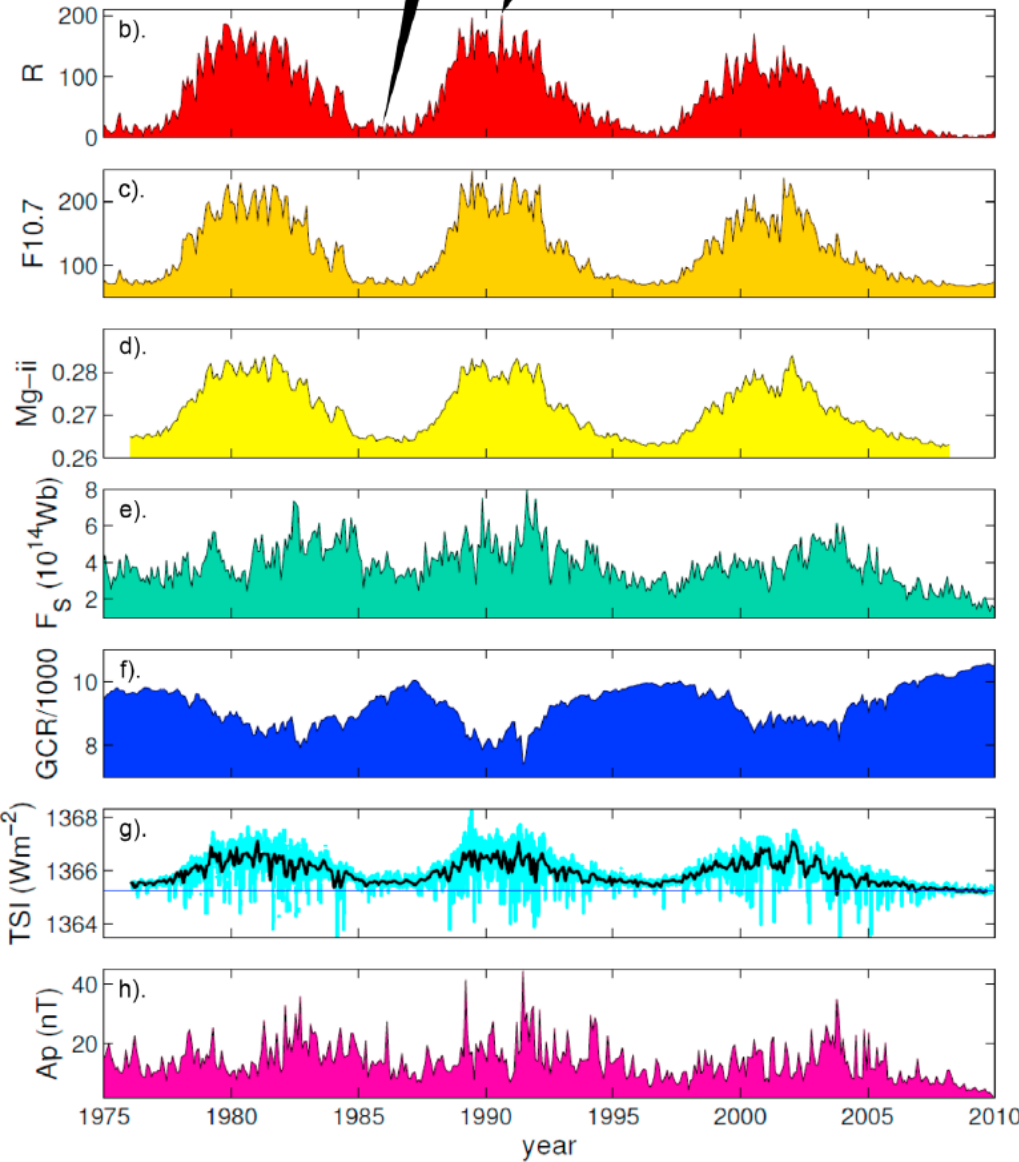 b).
R
200
100
0
c).
F10.7
200
100
d).
Mg-ii
0.28
0.27
0.26
e).
F_S (10^14Wb)
8
6
4
2
f).
GCR/1000
10
8
g).
TSI (Wm^-2)
1368
1366
1364
h).
Ap (nT)
40
20
1975 1980 1985 1990 1995 2000 2005 2010
year